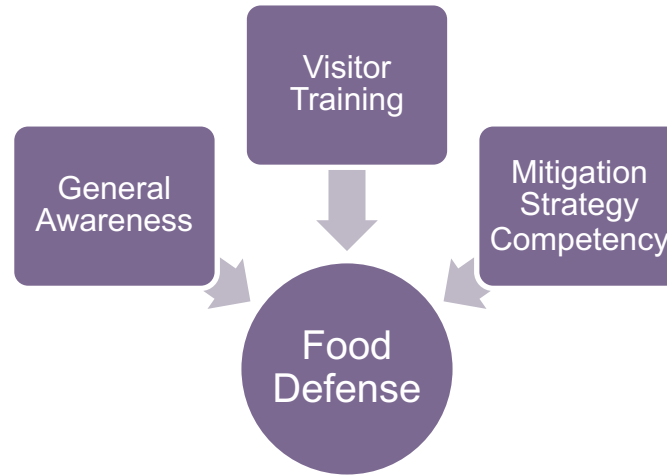 Visitor
Training
General
Awareness
Mitigation
Strategy
Competency
Food
Defense